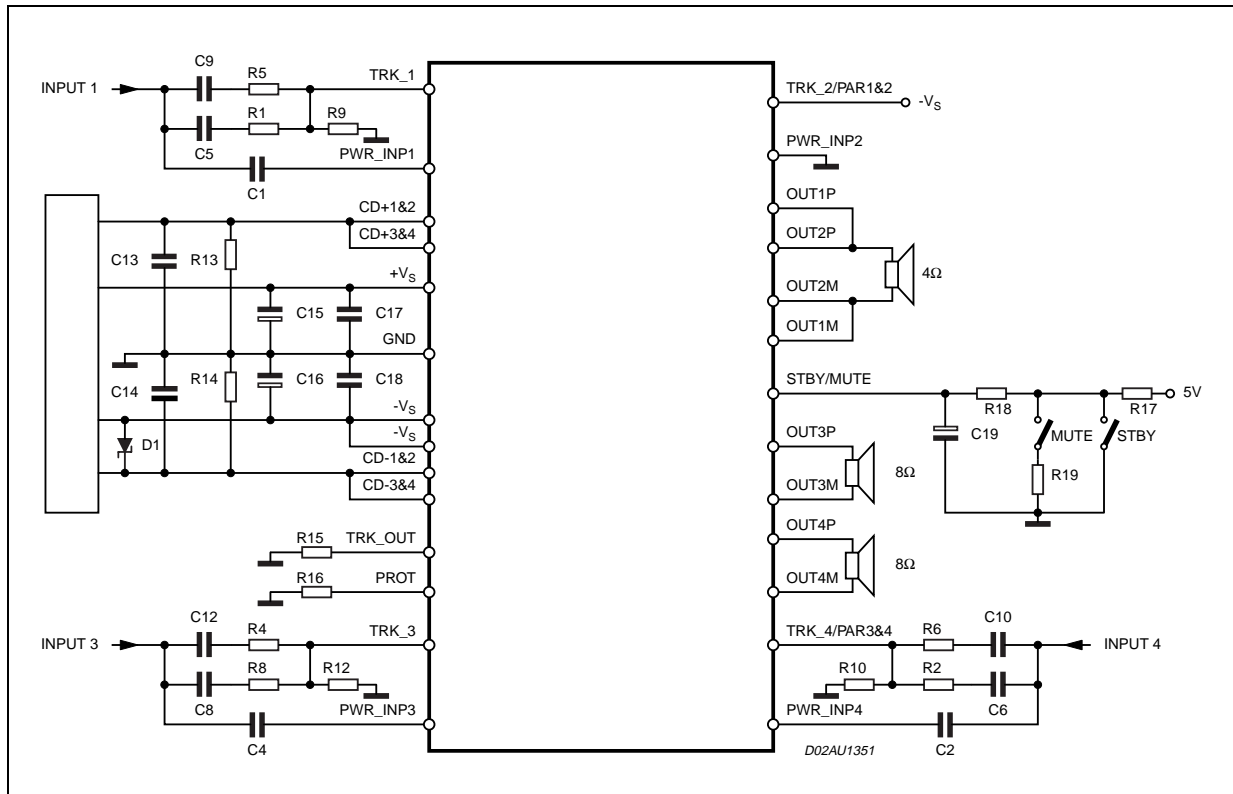 INPUT 1
C9
R5
TRK_1
C5
R1
R9
PWR_INP1
C1
CD+1&2
CD+3&4
C13
R13
+VS
C15
C17
GND
C14
R14
C16
C18
-VS
-VS
D1
CD-1&2
CD-3&4
R15
TRK_OUT
R16
PROT
INPUT 3
C12
R4
TRK_3
C8
R8
R12
PWR_INP3
C4
TRK_2/PAR1&2
-VS
PWR_INP2
OUT1P
OUT2P
4Ω
OUT2M
OUT1M
STBY/MUTE
R18
R17
5V
C19
MUTE
STBY
R19
OUT3P
8Ω
OUT3M
OUT4P
8Ω
OUT4M
TRK_4/PAR3&4
R6
C10
INPUT 4
R10
R2
C6
PWR_INP4
C2
D02AU1351